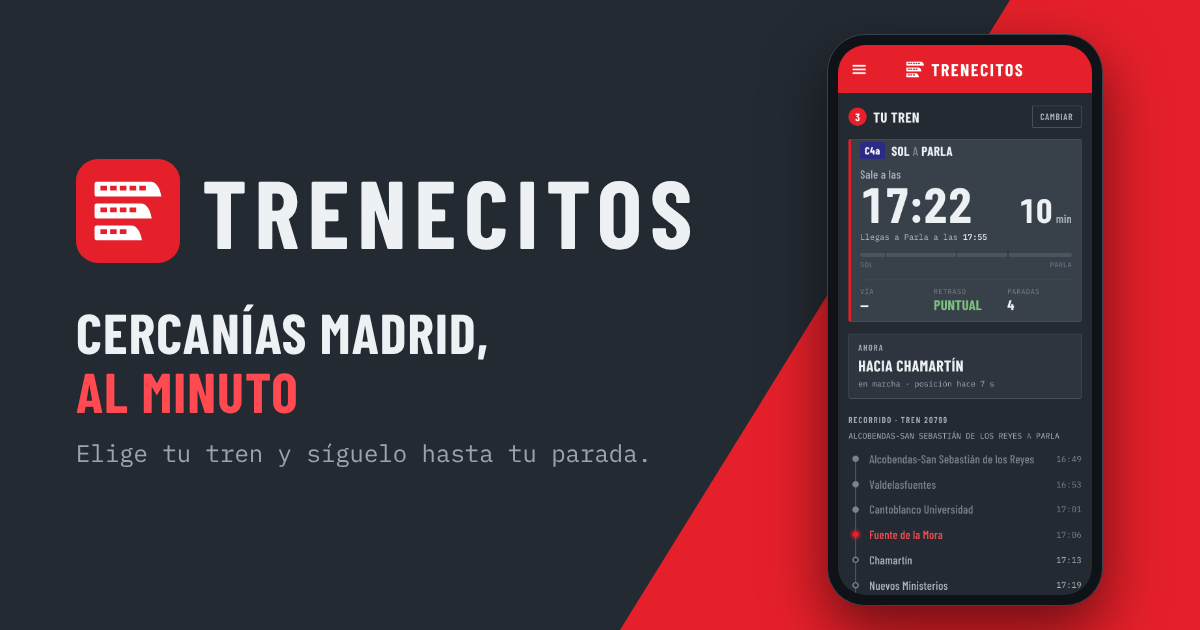 TRENECITOS
CERCANÍAS MADRID,
AL MINUTO
Elige tu tren y síguelo hasta tu parada.
TRENECITOS
3 TU TREN CAMBIAR
C4a SOL A PARLA
Sale a las
17:22 10 min
Llegas a Parla a las 17:55
SOL PARLA
VÍA RETRASO PARADAS
— PUNTUAL 4
AHORA
HACIA CHAMARTÍN
en marcha · posición hace 7 s
RECORRIDO · TREN 20799
ALCOBENDAS-SAN SEBASTIÁN DE LOS REYES A PARLA
Alcobendas-San Sebastián de los Reyes 16:49
Valdelasfuentes 16:53
Cantoblanco Universidad 17:01
Fuente de la Mora 17:06
Chamartín 17:13
Nuevos Ministerios 17:19